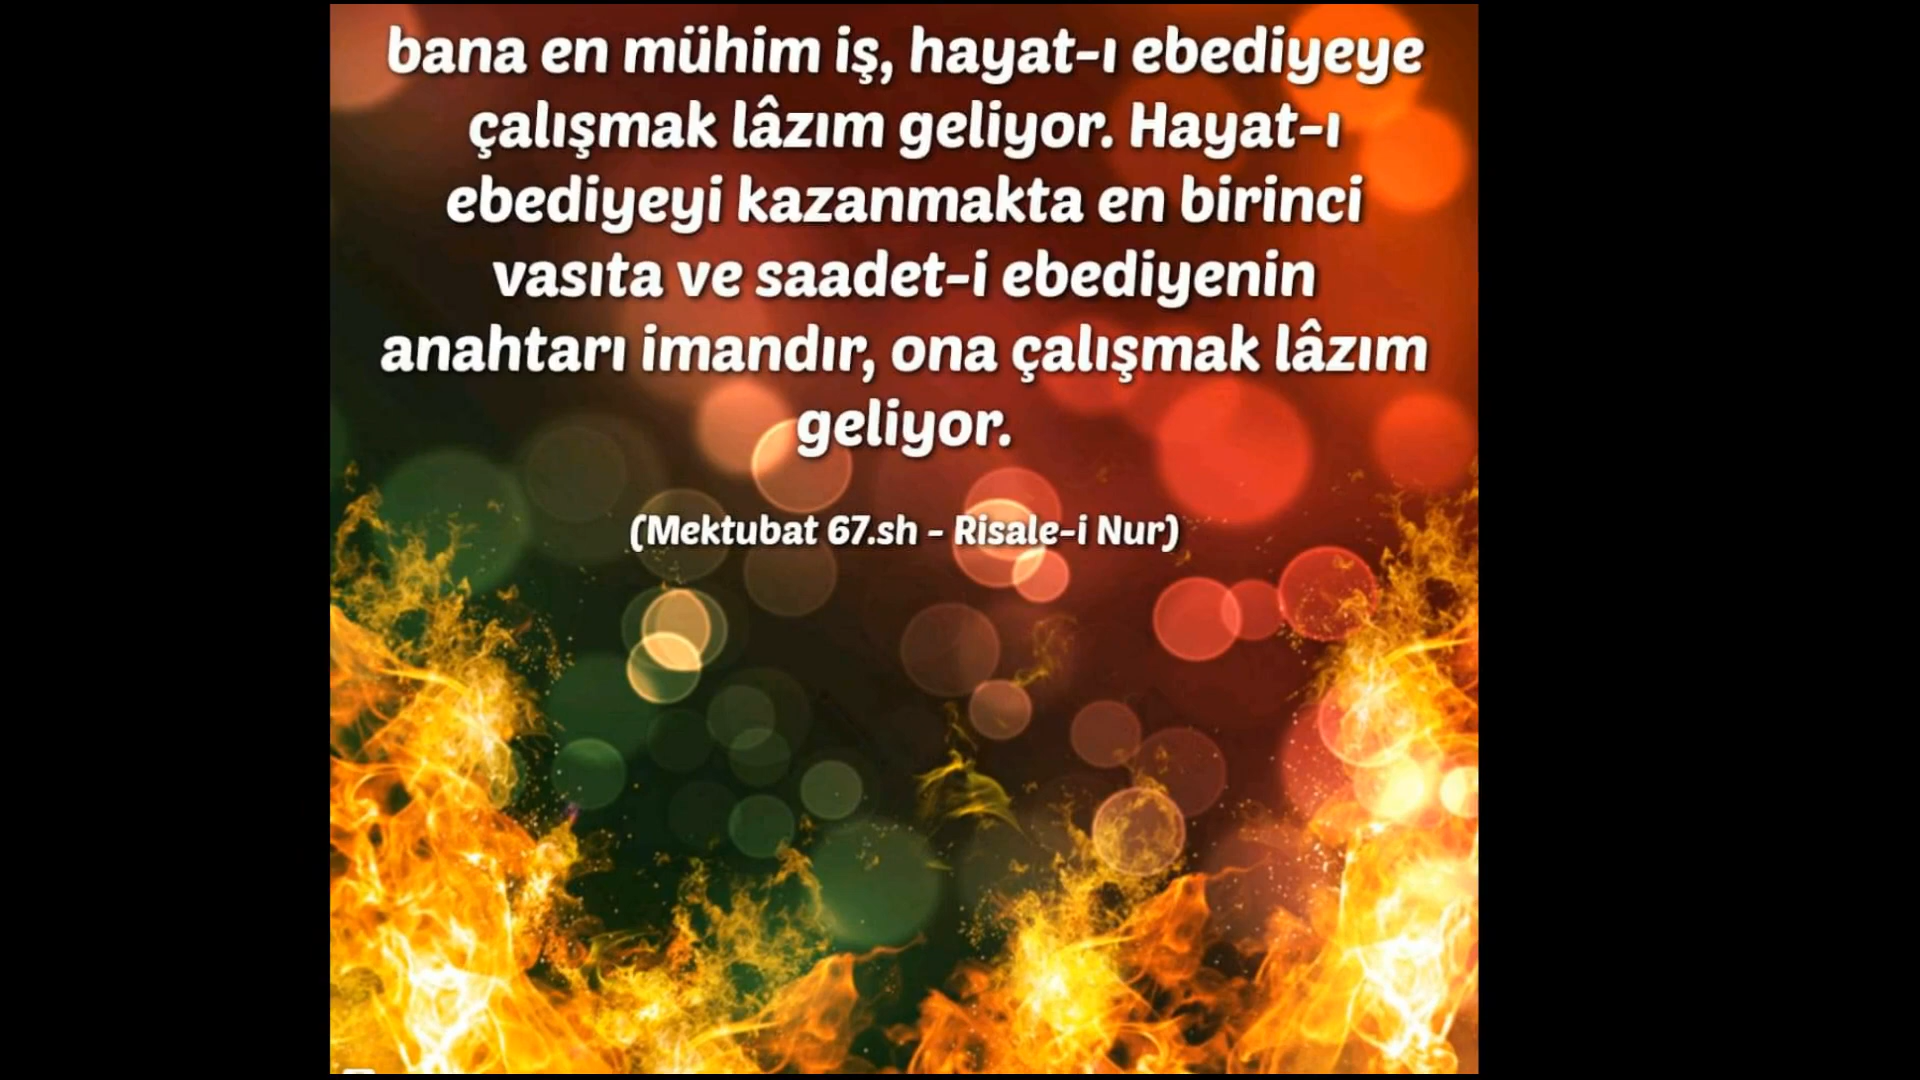 bana en mühim iş, hayat-ı ebediyeye
çalışmak lâzım geliyor. Hayat-ı
ebediyeyi kazanmakta en birinci
vasıta ve saadet-i ebediyenin
anahtarı imandır, ona çalışmak lâzım
geliyor.
(Mektubat 67.sh - Risale-i Nur)